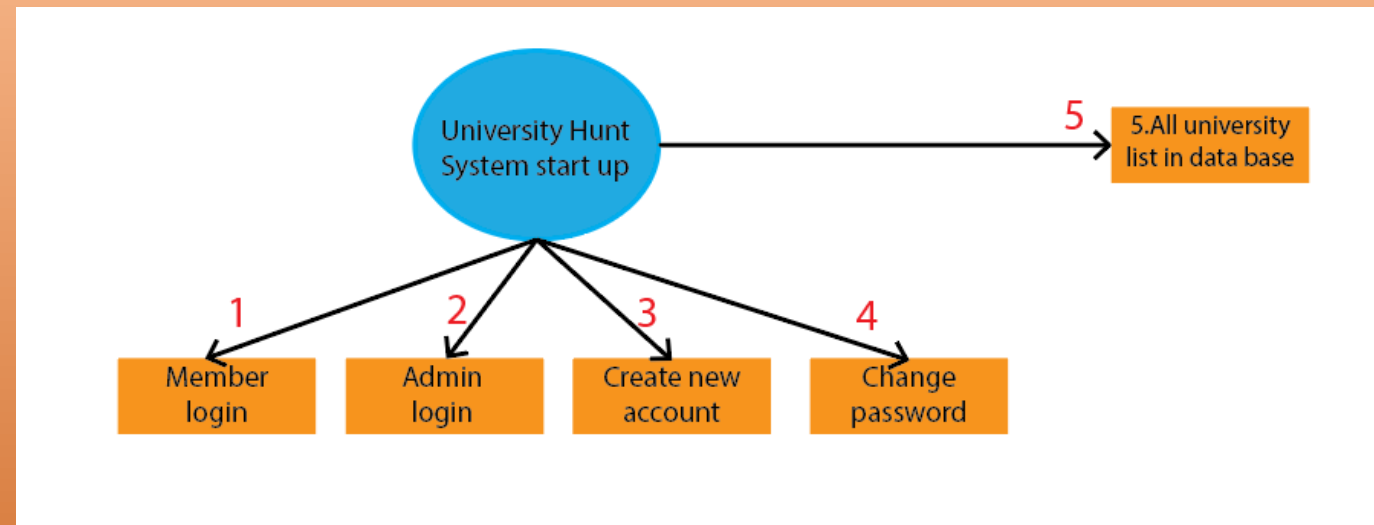 University Hunt
System start up
5
5.All university
list in data base
1
2
3
4
Member
login
Admin
login
Create new
account
Change
password